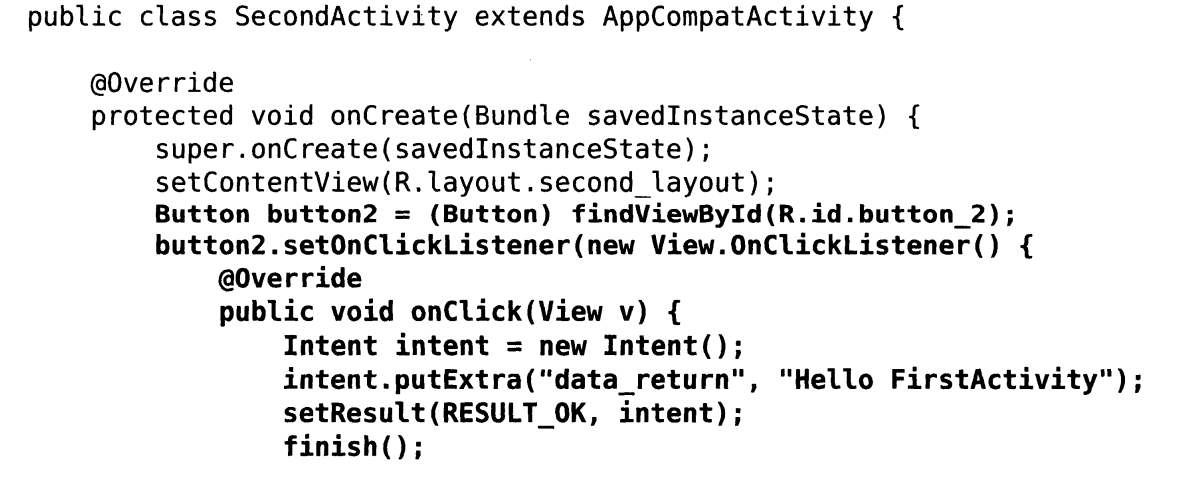 public class SecondActivity extends AppCompatActivity {
@Override
protected void onCreate(Bundle savedInstanceState) {
super.onCreate(savedInstanceState);
setContentView(R.layout.second_layout);
Button button2 = (Button) findViewById(R.id.button_2);
button2.setOnClickListener(new View.OnClickListener() {
@Override
public void onClick(View v) {
Intent intent = new Intent();
intent.putExtra("data_return", "Hello FirstActivity");
setResult(RESULT_OK, intent);
finish();